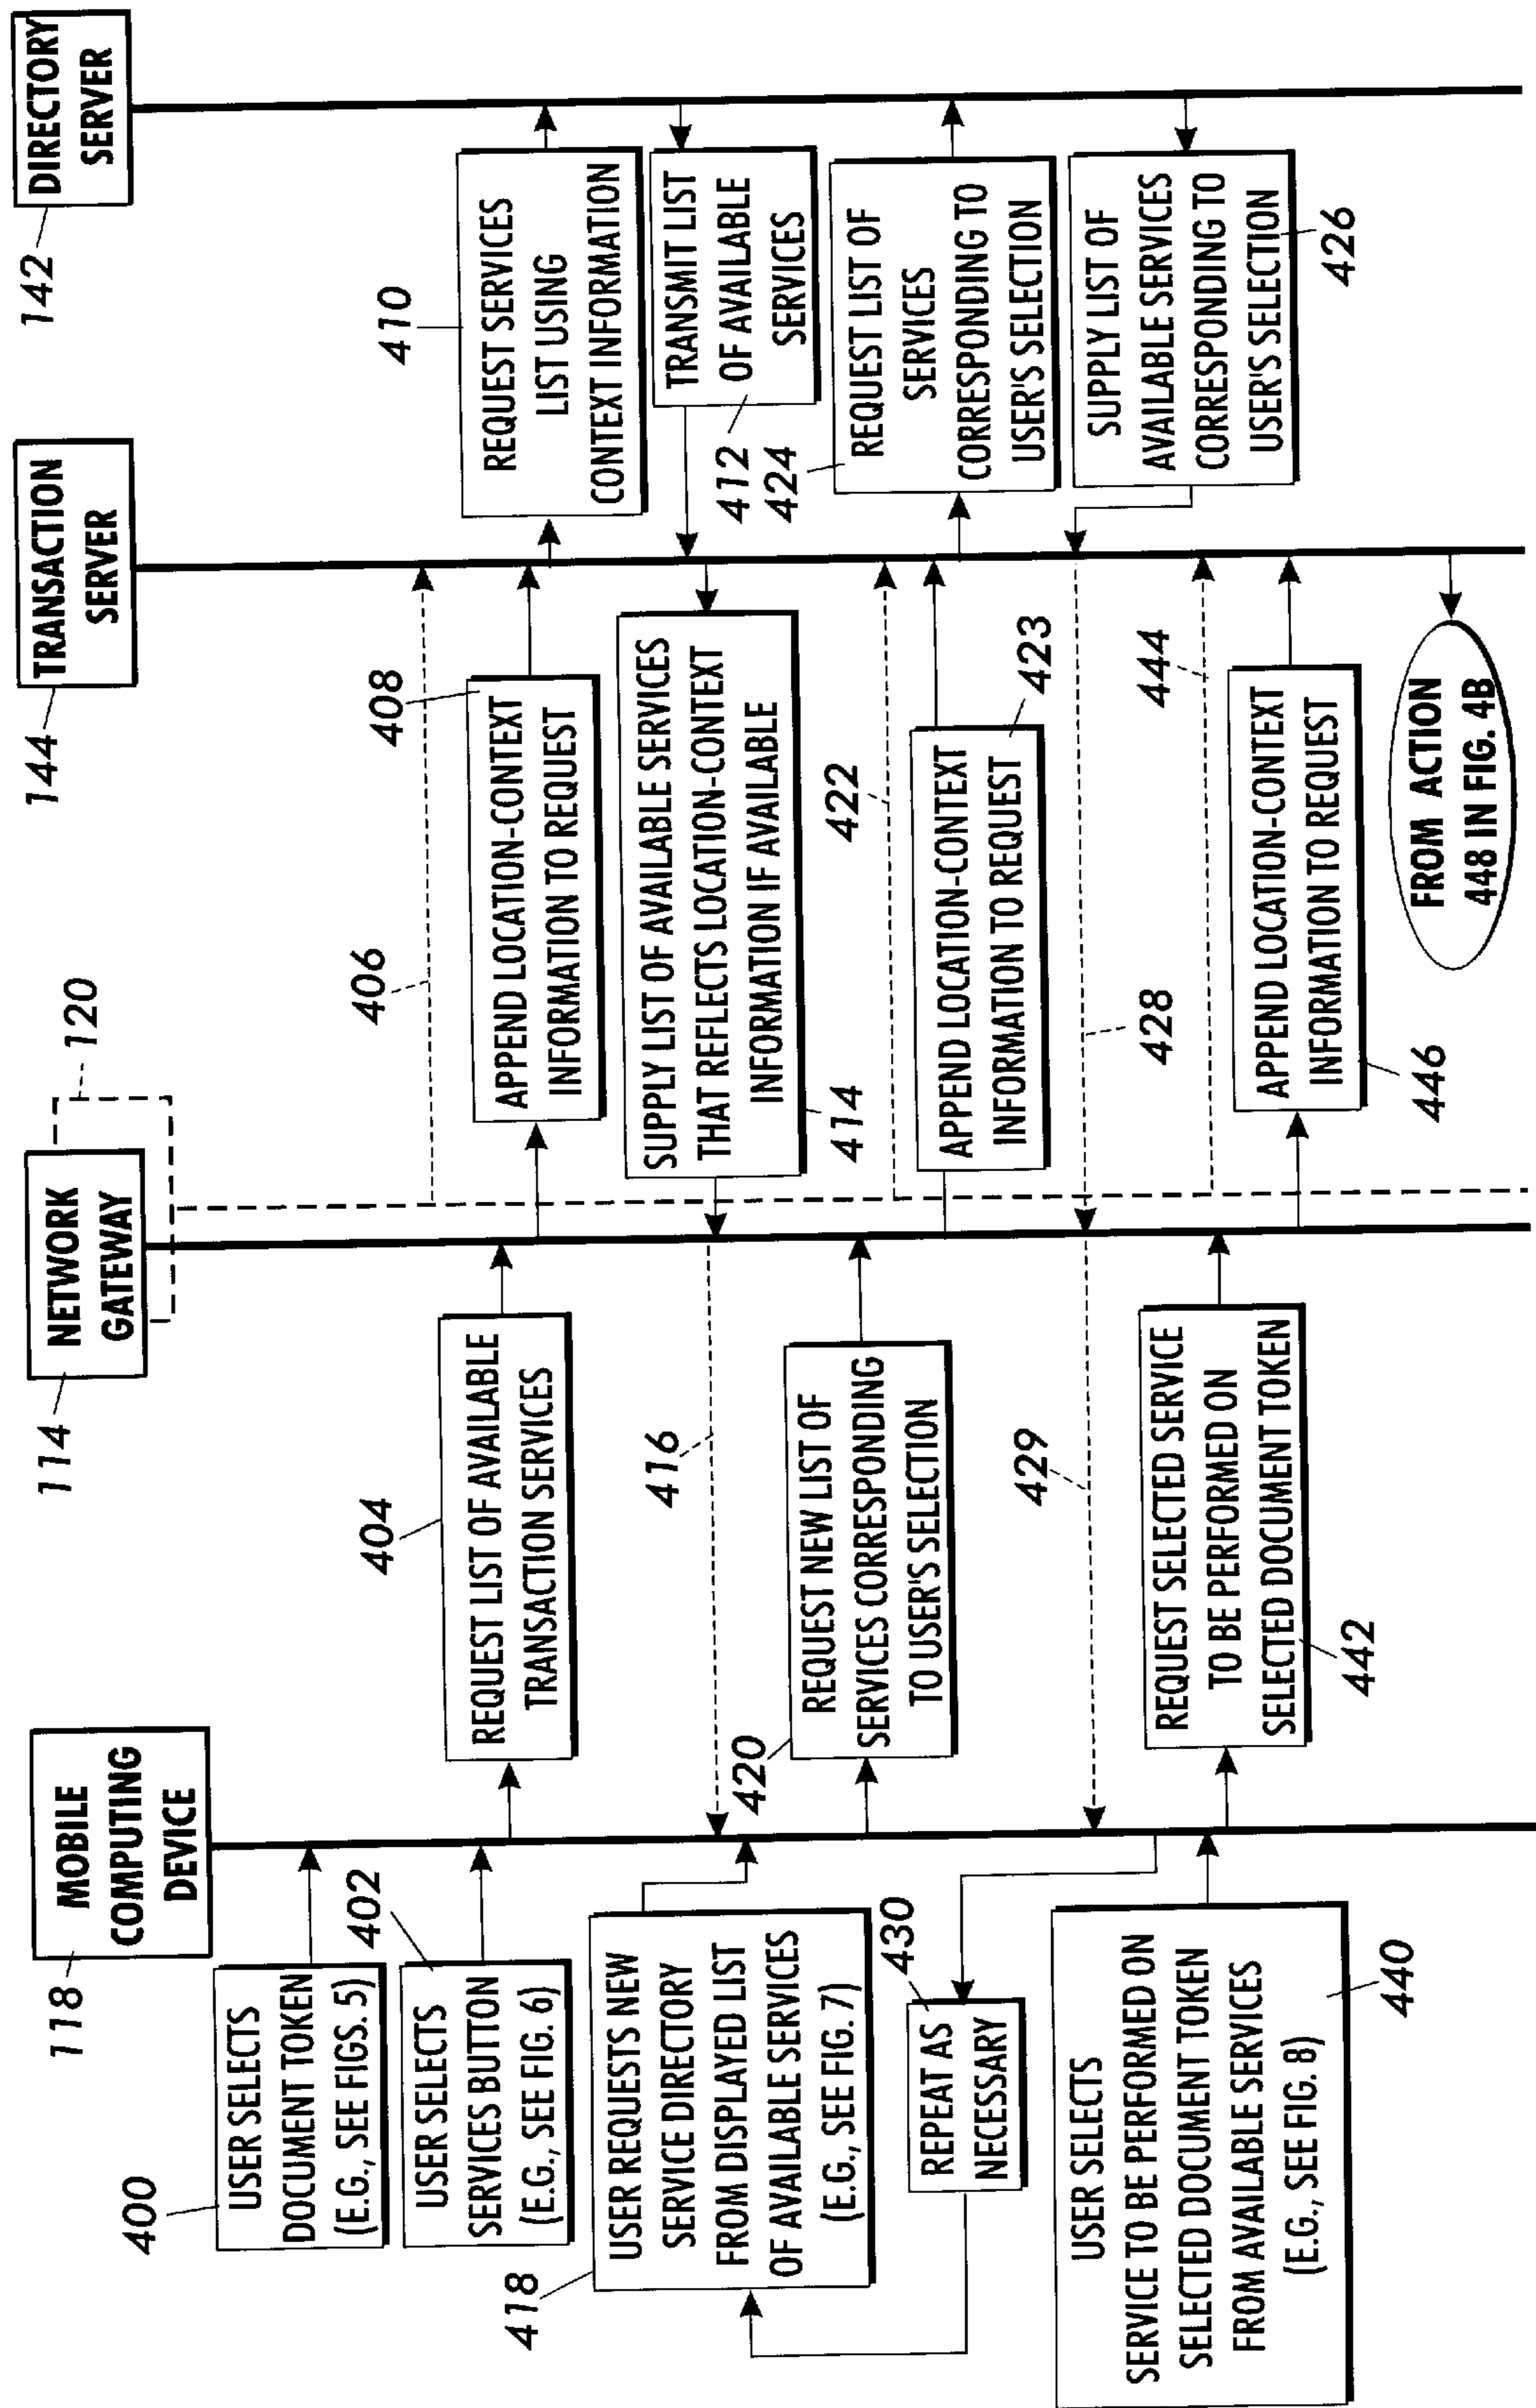 MOBILE
COMPUTING
DEVICE
118
NETWORK
GATEWAY
114
120
TRANSACTION
SERVER
144
DIRECTORY
SERVER
142
400
USER SELECTS
DOCUMENT TOKEN
(E.G., SEE FIGS. 5)
402
USER SELECTS
SERVICES BUTTON
(E.G., SEE FIG. 6)
404
REQUEST LIST OF AVAILABLE
TRANSACTION SERVICES
406
408
APPEND LOCATION-CONTEXT
INFORMATION TO REQUEST
410
REQUEST SERVICES
LIST USING
CONTEXT INFORMATION
TRANSMIT LIST
OF AVAILABLE
SERVICES
412
SUPPLY LIST OF AVAILABLE SERVICES
THAT REFLECTS LOCATION-CONTEXT
INFORMATION IF AVAILABLE
414
416
418
USER REQUESTS NEW
SERVICE DIRECTORY
FROM DISPLAYED LIST
OF AVAILABLE SERVICES
(E.G., SEE FIG. 7)
420
REQUEST NEW LIST OF
SERVICES CORRESPONDING
TO USER'S SELECTION
422
APPEND LOCATION-CONTEXT
INFORMATION TO REQUEST
423
424
REQUEST LIST OF
SERVICES
CORRESPONDING TO
USER'S SELECTION
SUPPLY LIST OF
AVAILABLE SERVICES
CORRESPONDING TO
USER'S SELECTION
426
428
429
430
REPEAT AS
NECESSARY
USER SELECTS
SERVICE TO BE PERFORMED ON
SELECTED DOCUMENT TOKEN
FROM AVAILABLE SERVICES
(E.G., SEE FIG. 8)
440
REQUEST SELECTED SERVICE
TO BE PERFORMED ON
SELECTED DOCUMENT TOKEN
442
444
APPEND LOCATION-CONTEXT
INFORMATION TO REQUEST
446
FROM ACTION
448 IN FIG. 4B